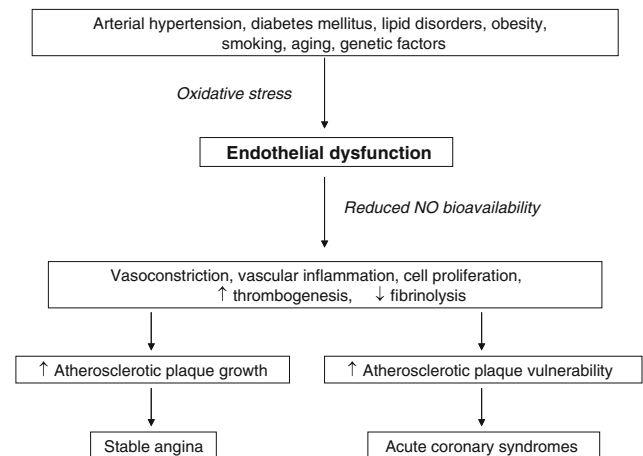 Arterial hypertension, diabetes mellitus, lipid disorders, obesity,
smoking, aging, genetic factors
Oxidative stress
Endothelial dysfunction
Reduced NO bioavailability
Vasoconstriction, vascular inflammation, cell proliferation,
↑ thrombogenesis, ↓ fibrinolysis
↑ Atherosclerotic plaque growth
↑ Atherosclerotic plaque vulnerability
Stable angina
Acute coronary syndromes